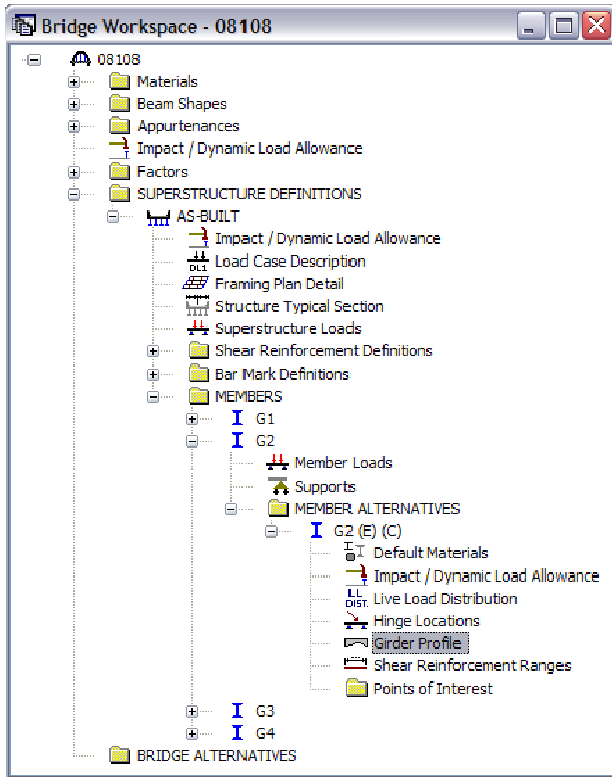 Bridge Workspace - 08108
08108
Materials
Beam Shapes
Appurtenances
Impact / Dynamic Load Allowance
Factors
SUPERSTRUCTURE DEFINITIONS
AS-BUILT
Impact / Dynamic Load Allowance
DL1 Load Case Description
Framing Plan Detail
Structure Typical Section
Superstructure Loads
Shear Reinforcement Definitions
Bar Mark Definitions
MEMBERS
G1
G2
Member Loads
Supports
MEMBER ALTERNATIVES
G2 (E) (C)
Default Materials
Impact / Dynamic Load Allowance
LL DIST. Live Load Distribution
Hinge Locations
Girder Profile
Shear Reinforcement Ranges
Points of Interest
G3
G4
BRIDGE ALTERNATIVES